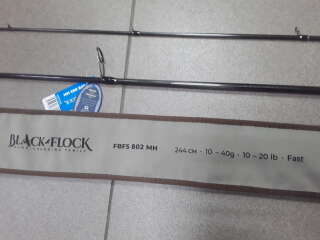 BLACK FLOCK
FBFS 802 MH
244 CM · 10 - 40g · 10 - 20 lb · Fast